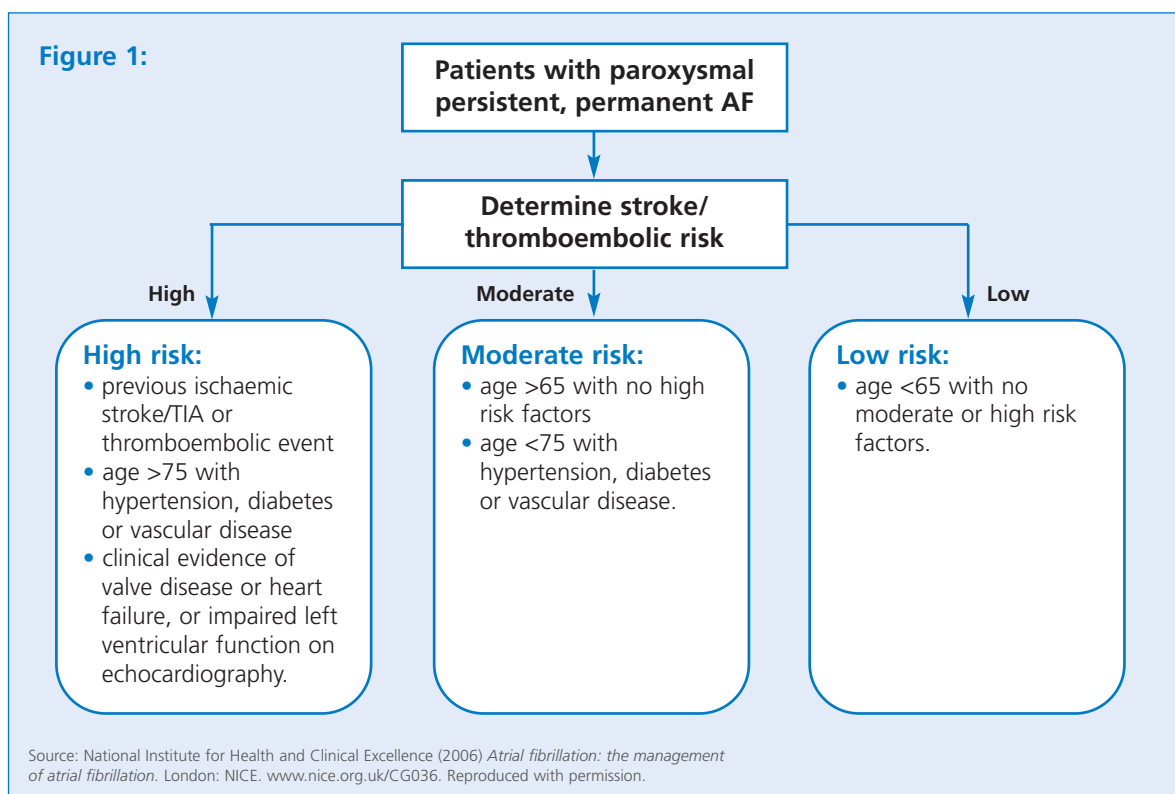 Figure 1:
Patients with paroxysmal
persistent, permanent AF
Determine stroke/
thromboembolic risk
High
Moderate
Low
High risk:
• previous ischaemic
stroke/TIA or
thromboembolic event
• age >75 with
hypertension, diabetes
or vascular disease
• clinical evidence of
valve disease or heart
failure, or impaired left
ventricular function on
echocardiography.
Moderate risk:
• age >65 with no high
risk factors
• age <75 with
hypertension, diabetes
or vascular disease.
Low risk:
• age <65 with no
moderate or high risk
factors.
Source: National Institute for Health and Clinical Excellence (2006) Atrial fibrillation: the management
of atrial fibrillation. London: NICE. www.nice.org.uk/CG036. Reproduced with permission.